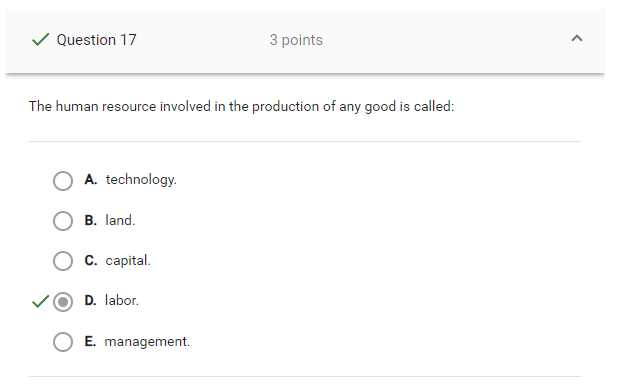 Question 17 3 points
The human resource involved in the production of any good is called:
A. technology.
B. land.
C. capital.
D. labor.
E. management.